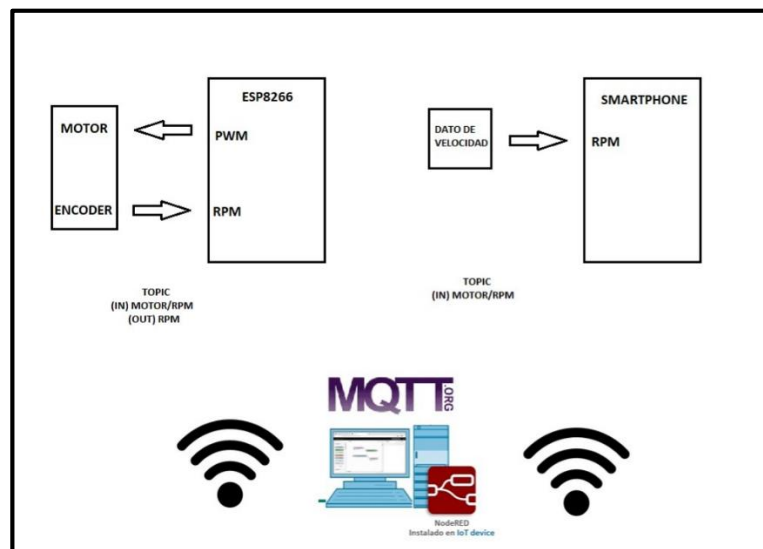 ESP8266
MOTOR
PWM
ENCODER
RPM
TOPIC
(IN) MOTOR/RPM
(OUT) RPM
SMARTPHONE
DATO DE
VELOCIDAD
RPM
TOPIC
(IN) MOTOR/RPM
MQTT.ORG
NodeRED
Instalado en IoT device